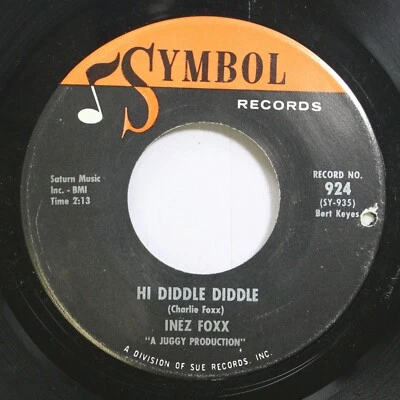 SYMBOL
RECORDS
Saturn Music
Inc. - BMI
Time 2:13
RECORD NO.
924
(SY-935)
Bert Keyes
HI DIDDLE DIDDLE
(Charlie Foxx)
INEZ FOXX
"A JUGGY PRODUCTION"
A DIVISION OF SUE RECORDS, INC.